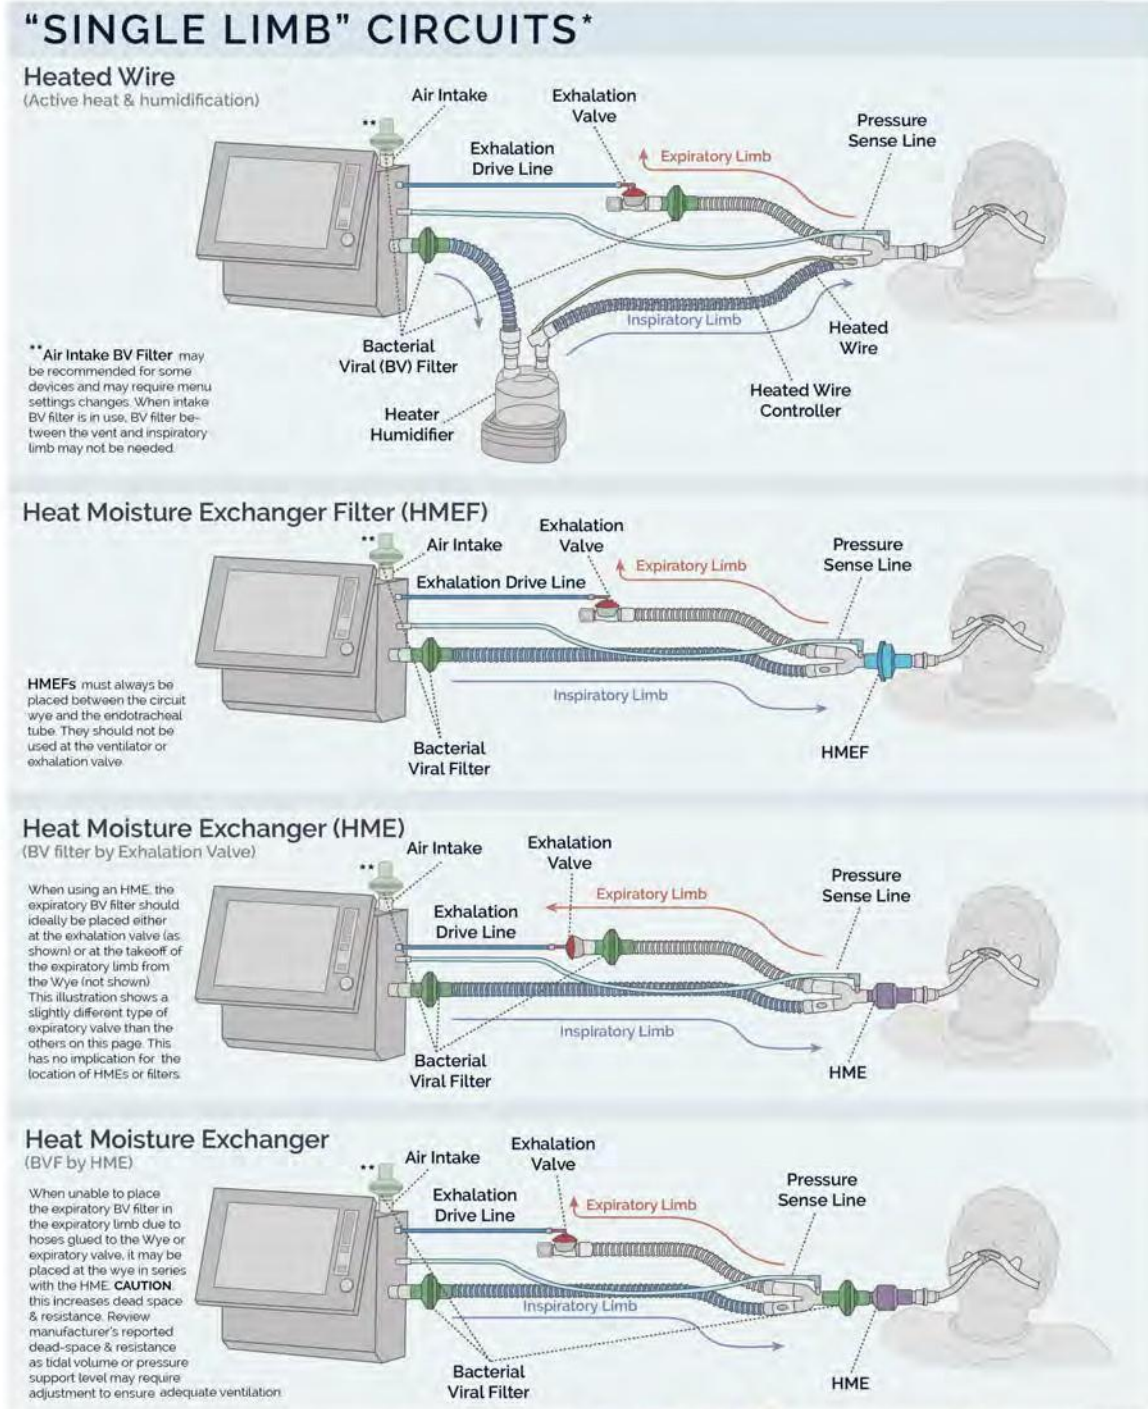 “SINGLE LIMB” CIRCUITS*
Heated Wire
(Active heat & humidification)
**
Air Intake
Exhalation
Valve
Exhalation
Drive Line
Expiratory Limb
Pressure
Sense Line
Inspiratory Limb
Bacterial
Viral (BV) Filter
Heated
Wire
Heated Wire
Controller
Heater
Humidifier
**Air Intake BV Filter may
be recommended for some
devices and may require menu
settings changes. When intake
BV filter is in use, BV filter be-
tween the vent and inspiratory
limb may not be needed.
Heat Moisture Exchanger Filter (HMEF)
**
Air Intake
Exhalation
Valve
Exhalation Drive Line
Expiratory Limb
Pressure
Sense Line
Inspiratory Limb
HMEFs must always be
placed between the circuit
wye and the endotracheal
tube. They should not be
used at the ventilator or
exhalation valve.
Bacterial
Viral Filter
HMEF
Heat Moisture Exchanger (HME)
(BV filter by Exhalation Valve)
**
Air Intake
Exhalation
Valve
Exhalation
Drive Line
Expiratory Limb
Pressure
Sense Line
Inspiratory Limb
When using an HME, the
expiratory BV filter should
ideally be placed either
at the exhalation valve (as
shown) or at the takeoff of
the expiratory limb from
the Wye (not shown).
This illustration shows a
slightly different type of
expiratory valve than the
others on this page. This
has no implication for the
location of HMEs or filters.
Bacterial
Viral Filter
HME
Heat Moisture Exchanger
(BVF by HME)
**
Air Intake
Exhalation
Valve
Exhalation
Drive Line
Expiratory Limb
Pressure
Sense Line
Inspiratory Limb
When unable to place
the expiratory BV filter in
the expiratory limb due to
hoses glued to the Wye or
expiratory valve, it may be
placed at the wye in series
with the HME. CAUTION,
this increases dead space
& resistance. Review
manufacturer's reported
dead-space & resistance
as tidal volume or pressure
support level may require
adjustment to ensure adequate ventilation
Bacterial
Viral Filter
HME